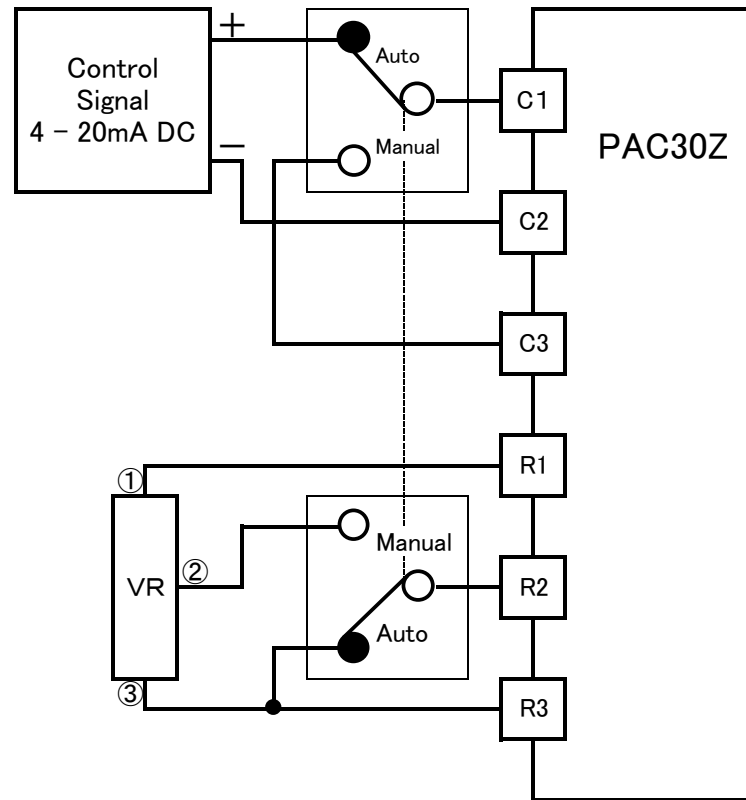 +
Control
Signal
4 − 20mA DC
−
Auto
Manual
C1
PAC30Z
C2
C3
R1
①
Manual
②
VR
R2
Auto
③
R3